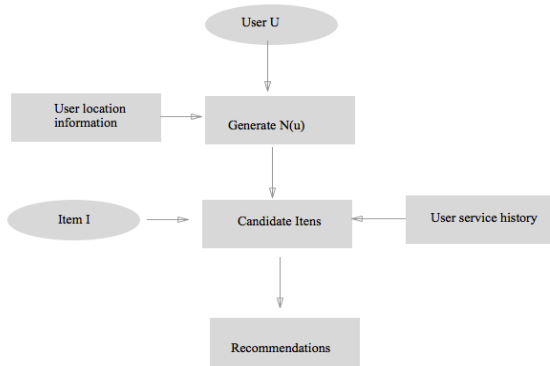 User U
User location
information
Generate N(u)
Item I
Candidate Itens
User service history
Recommendations